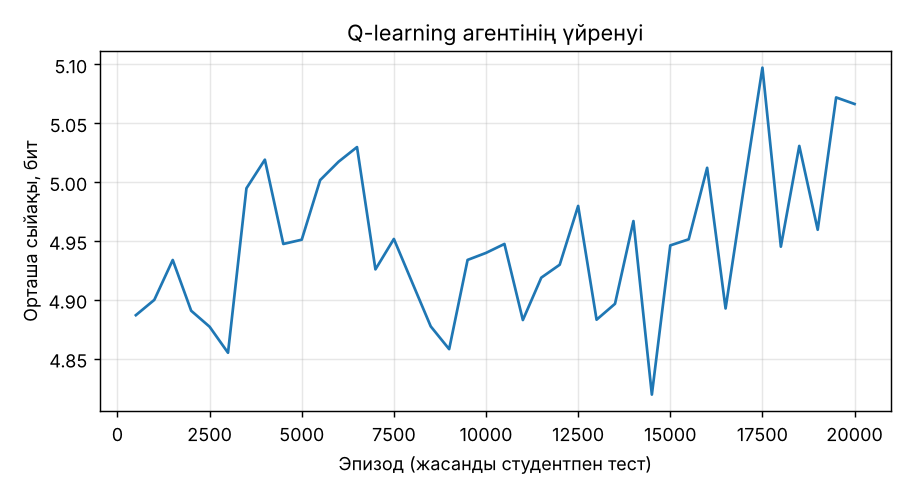 Q-learning агентінің үйренуі
5.10
5.05
5.00
4.95
4.90
4.85
Орташа сыйақы, бит
0 2500 5000 7500 10000 12500 15000 17500 20000
Эпизод (жасанды студентпен тест)